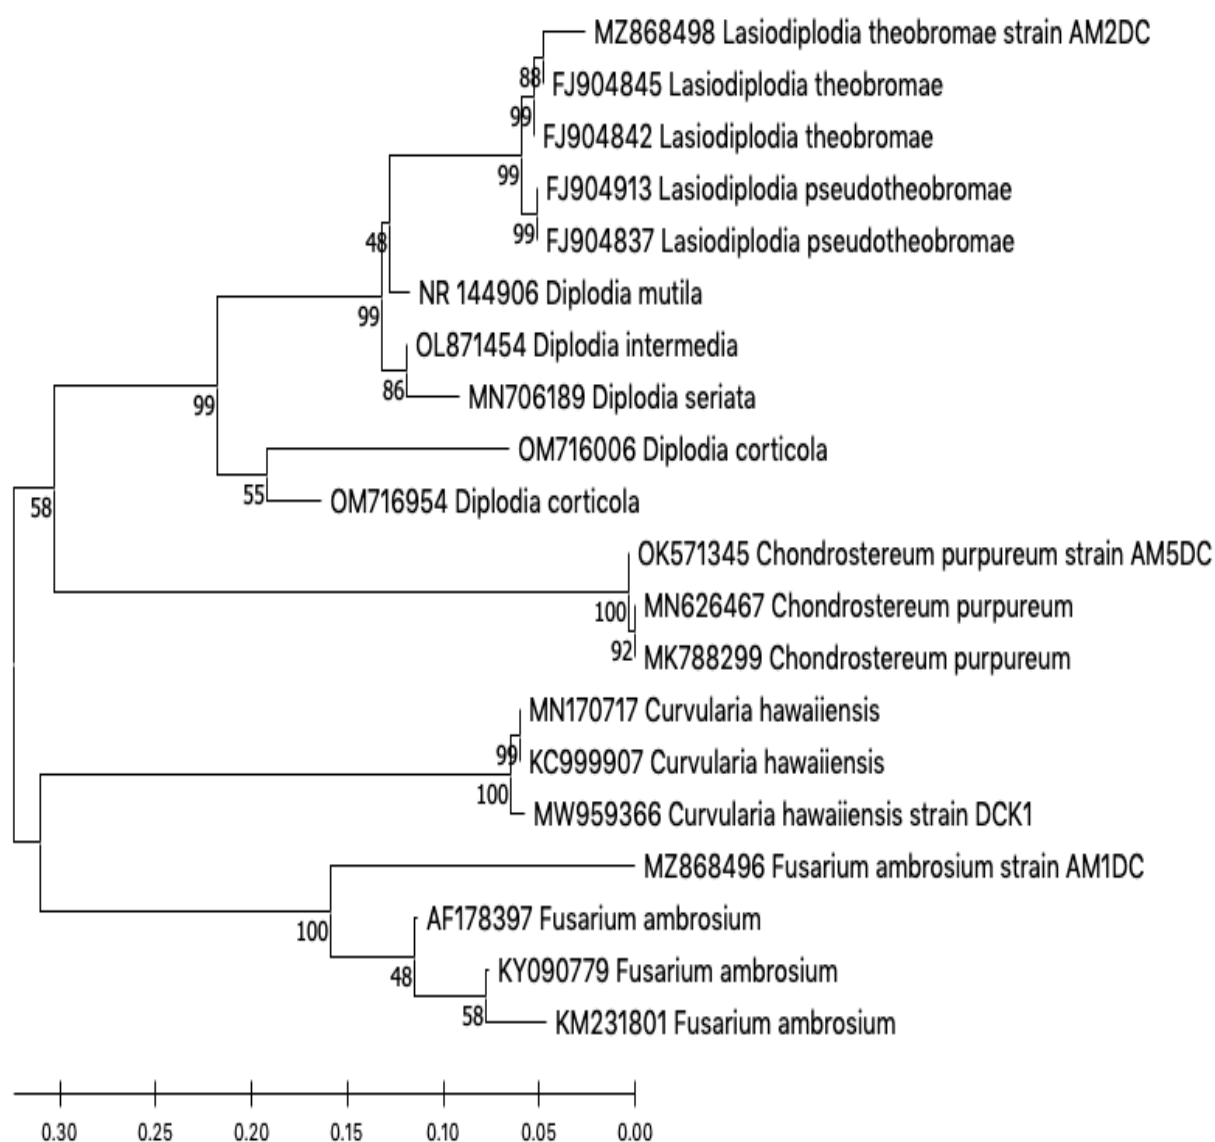 MZ868498 Lasiodiplodia theobromae strain AM2DC
88
FJ904845 Lasiodiplodia theobromae
99
FJ904842 Lasiodiplodia theobromae
99
FJ904913 Lasiodiplodia pseudotheobromae
99
FJ904837 Lasiodiplodia pseudotheobromae
48
NR 144906 Diplodia mutila
99
OL871454 Diplodia intermedia
86
MN706189 Diplodia seriata
99
OM716006 Diplodia corticola
55
OM716954 Diplodia corticola
58
OK571345 Chondrostereum purpureum strain AM5DC
100
MN626467 Chondrostereum purpureum
92
MK788299 Chondrostereum purpureum
MN170717 Curvularia hawaiiensis
99
KC999907 Curvularia hawaiiensis
100
MW959366 Curvularia hawaiiensis strain DCK1
MZ868496 Fusarium ambrosium strain AM1DC
100
AF178397 Fusarium ambrosium
48
KY090779 Fusarium ambrosium
58
KM231801 Fusarium ambrosium
0.30 0.25 0.20 0.15 0.10 0.05 0.00